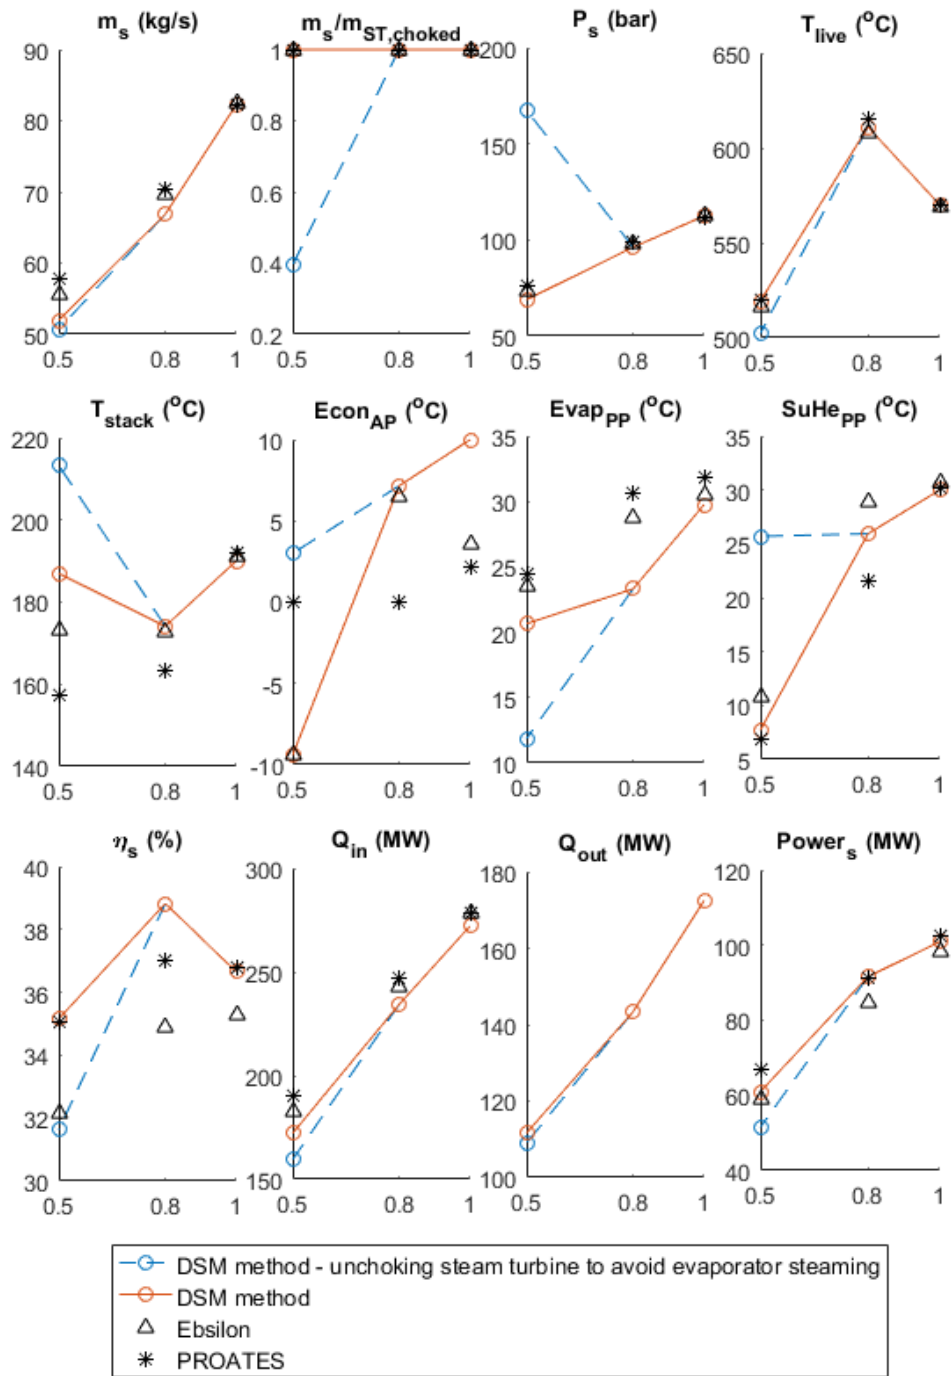 m_s (kg/s)
m_s/m_ST,choked
P_s (bar)
T_live (°C)
90
80
70
60
50
0.5 0.8 1
1
0.8
0.6
0.4
0.2
0.5 0.8 1
200
150
100
50
0.5 0.8 1
650
600
550
500
0.5 0.8 1
T_stack (°C)
Econ_AP (°C)
Evap_PP (°C)
SuHe_PP (°C)
220
200
180
160
140
0.5 0.8 1
10
5
0
-5
-10
0.5 0.8 1
35
30
25
20
15
10
0.5 0.8 1
35
30
25
20
15
10
5
0.5 0.8 1
η_s (%)
Q_in (MW)
Q_out (MW)
Power_s (MW)
40
38
36
34
32
30
0.5 0.8 1
300
250
200
150
0.5 0.8 1
180
160
140
120
100
0.5 0.8 1
120
100
80
60
40
0.5 0.8 1
DSM method - unchoking steam turbine to avoid evaporator steaming
DSM method
Ebsilon
PROATES